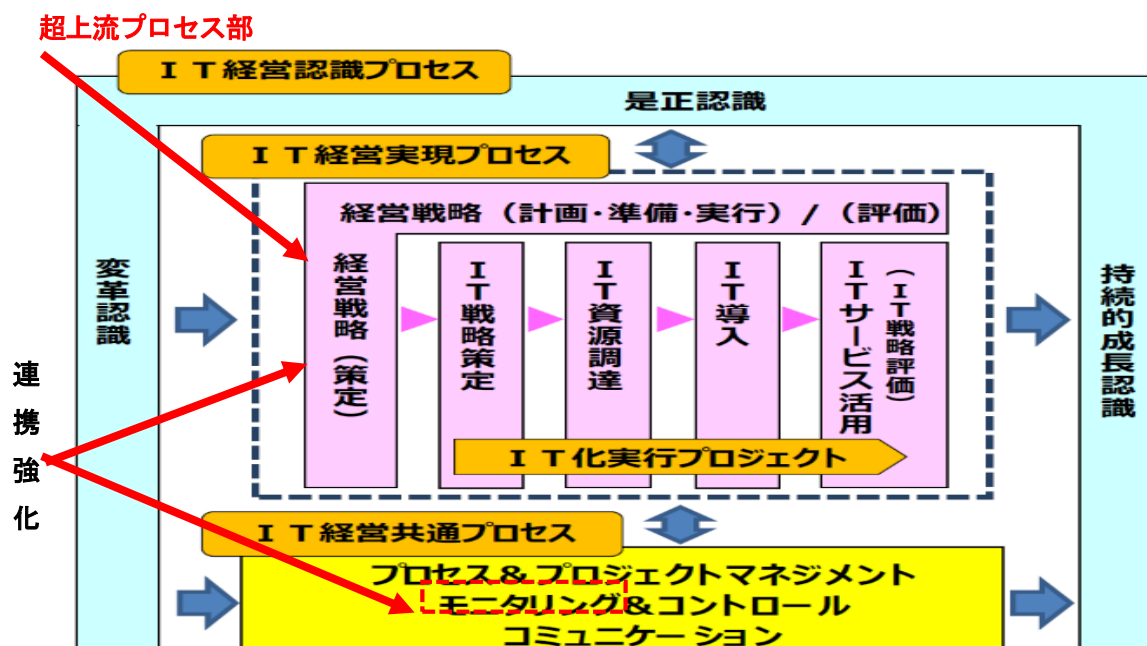 超上流プロセス部
ＩＴ経営認識プロセス
是正認識
ＩＴ経営実現プロセス
経営戦略（計画・準備・実行）/（評価）
変革認識
経営戦略（策定）
ＩＴ戦略策定
ＩＴ資源調達
ＩＴ導入
ＩＴサービス活用
（ＩＴ戦略評価）
持続的成長認識
連携強化
ＩＴ化実行プロジェクト
ＩＴ経営共通プロセス
プロセス＆プロジェクトマネジメント
モニタリング＆コントロール
コミュニケーション